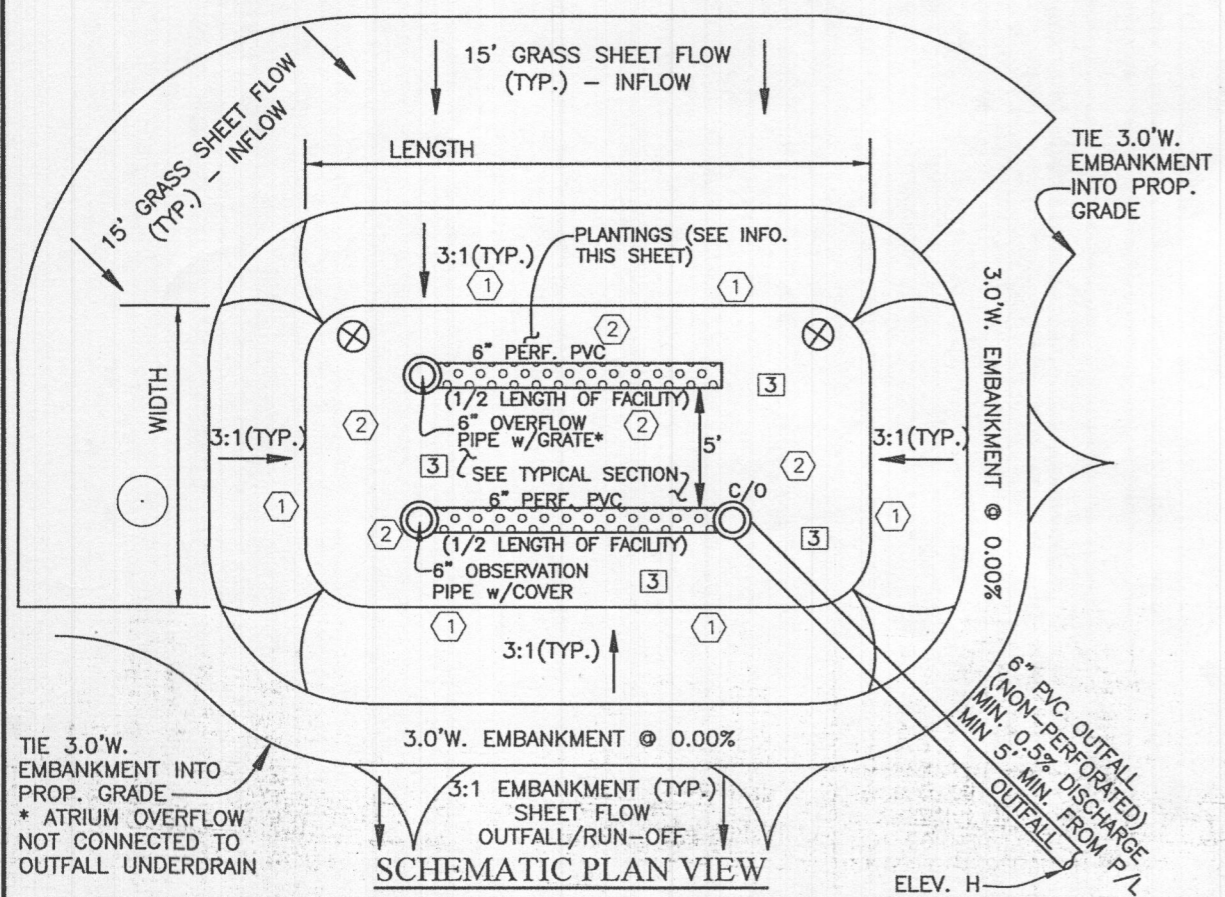 15' GRASS SHEET FLOW
(TYP.) – INFLOW
15' GRASS SHEET FLOW
(TYP.) – INFLOW
LENGTH
TIE 3.0'W.
EMBANKMENT
INTO PROP.
GRADE
PLANTINGS (SEE INFO.
THIS SHEET)
3:1(TYP.)
1
1
2
6" PERF. PVC
(1/2 LENGTH OF FACILITY)
3
WIDTH
3.0'W. EMBANKMENT @ 0.00%
6" OVERFLOW
PIPE w/GRATE*
2
2
5'
3:1(TYP.)
3:1(TYP.)
3
SEE TYPICAL SECTION
2
C/O
1
6" PERF. PVC
1
2
(1/2 LENGTH OF FACILITY)
3
6" OBSERVATION
PIPE w/COVER
3
1
1
3:1(TYP.)
6" PVC. OUTFALL
(NON–PERFORATED)
MIN. 0.5% DISCHARGE
MIN 5' MIN. FROM P/L
OUTFALL
3.0'W. EMBANKMENT @ 0.00%
TIE 3.0'W.
EMBANKMENT INTO
PROP. GRADE
* ATRIUM OVERFLOW
NOT CONNECTED TO
OUTFALL UNDERDRAIN
3:1 EMBANKMENT (TYP.)
SHEET FLOW
OUTFALL/RUN–OFF
SCHEMATIC PLAN VIEW
ELEV. H